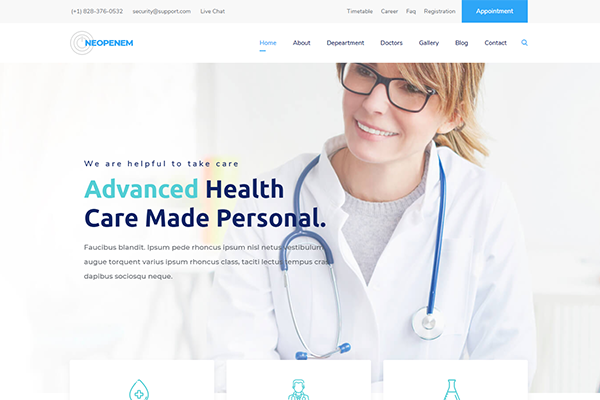 (+1) 828-376-0532 security@support.com Live Chat Timetable Career Faq Registration Appointment
NEOPENEM Home About Depeartment Doctors Gallery Blog Contact
We are helpful to take care
Advanced Health
Care Made Personal.
Faucibus blandit. Ipsum pede rhoncus ipsum nisl netus vestibulum
augue torquent varius ipsum rhoncus class, taciti lectus tempus cras
dapibus sociosqu neque.